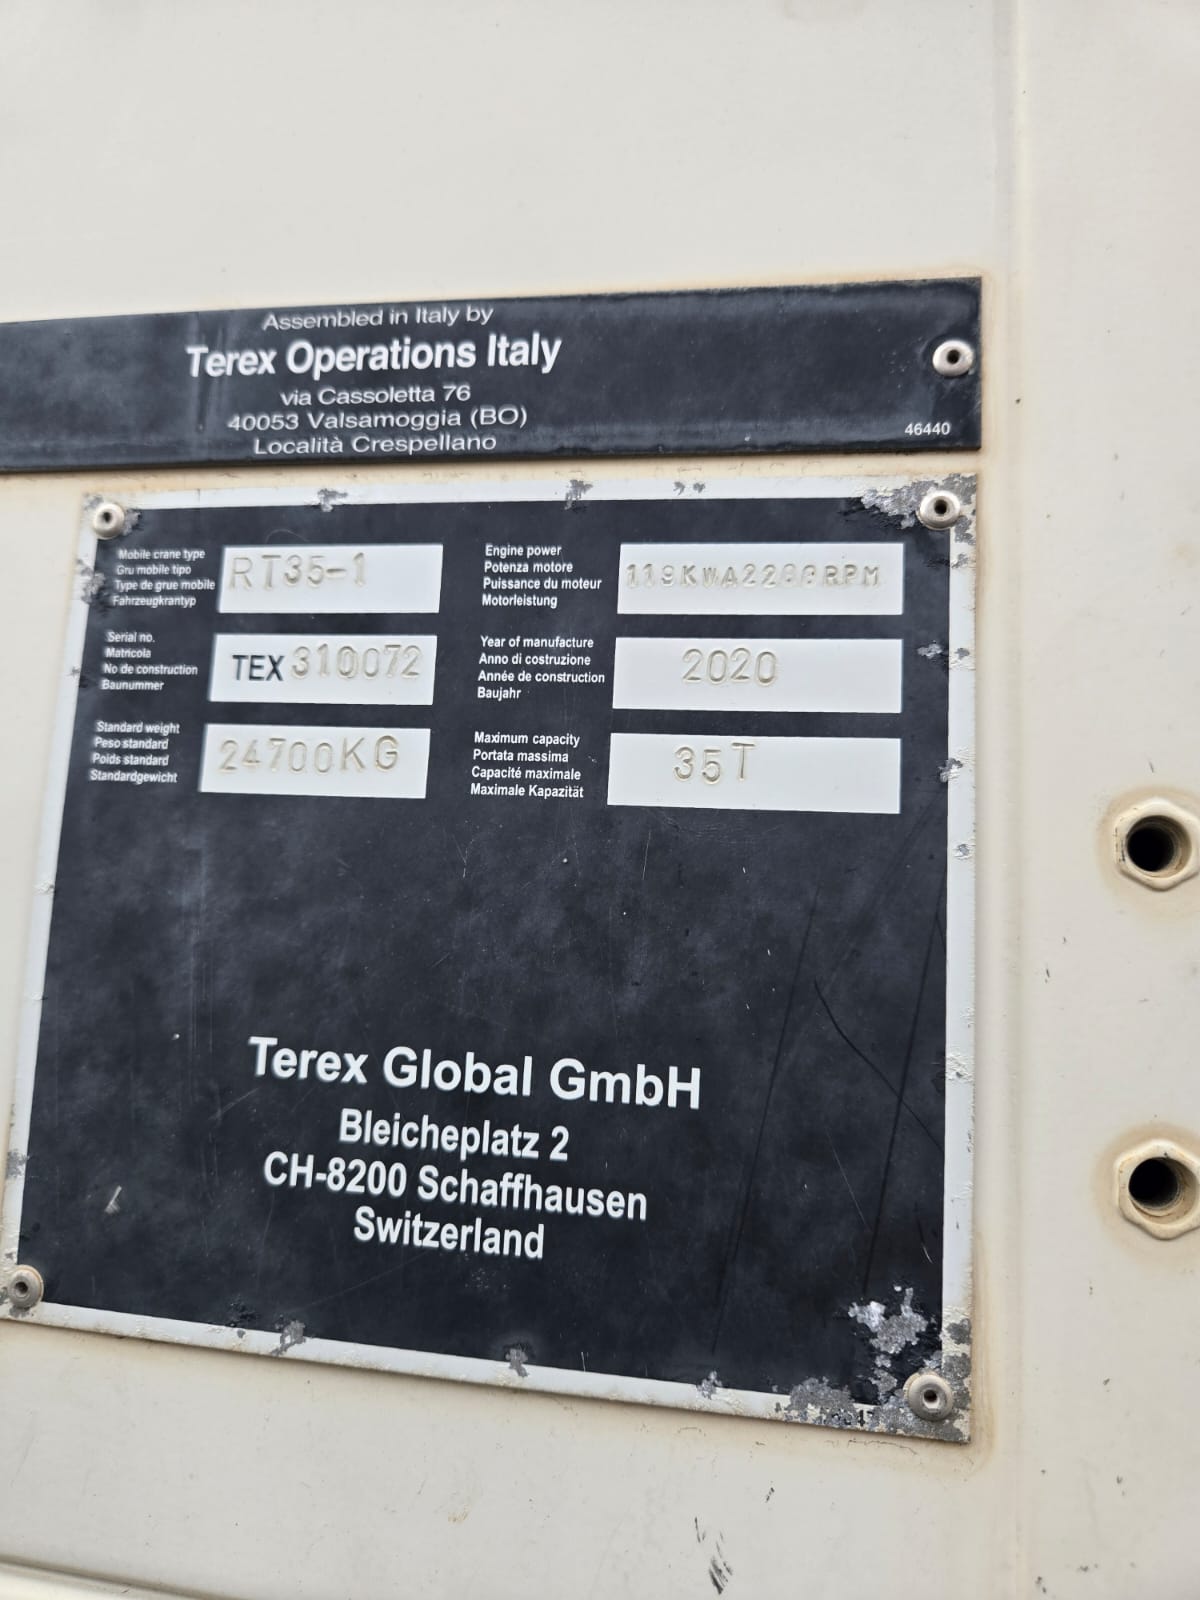 Assembled in Italy by
Terex Operations Italy
via Cassoletta 76
40053 Valsamoggia (BO)
Località Crespellano
46440
Mobile crane type
Gru mobile tipo
Type de grue mobile
Fahrzeugkrantyp
RT35-1
Engine power
Potenza motore
Puissance du moteur
Motorleistung
119KWA2200RPM
Serial no.
Matricola
No de construction
Baunummer
TEX 310072
Year of manufacture
Anno di costruzione
Année de construction
Baujahr
2020
Standard weight
Peso standard
Poids standard
Standardgewicht
24700KG
Maximum capacity
Portata massima
Capacité maximale
Maximale Kapazität
35T
Terex Global GmbH
Bleicheplatz 2
CH-8200 Schaffhausen
Switzerland